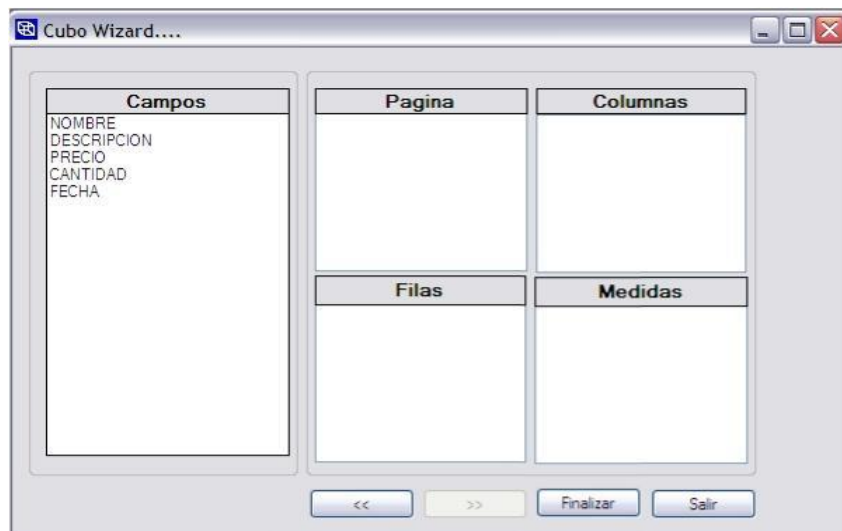 Cubo Wizard....
Campos
NOMBRE
DESCRIPCION
PRECIO
CANTIDAD
FECHA
Pagina
Columnas
Filas
Medidas
<<
>>
Finalizar
Salir